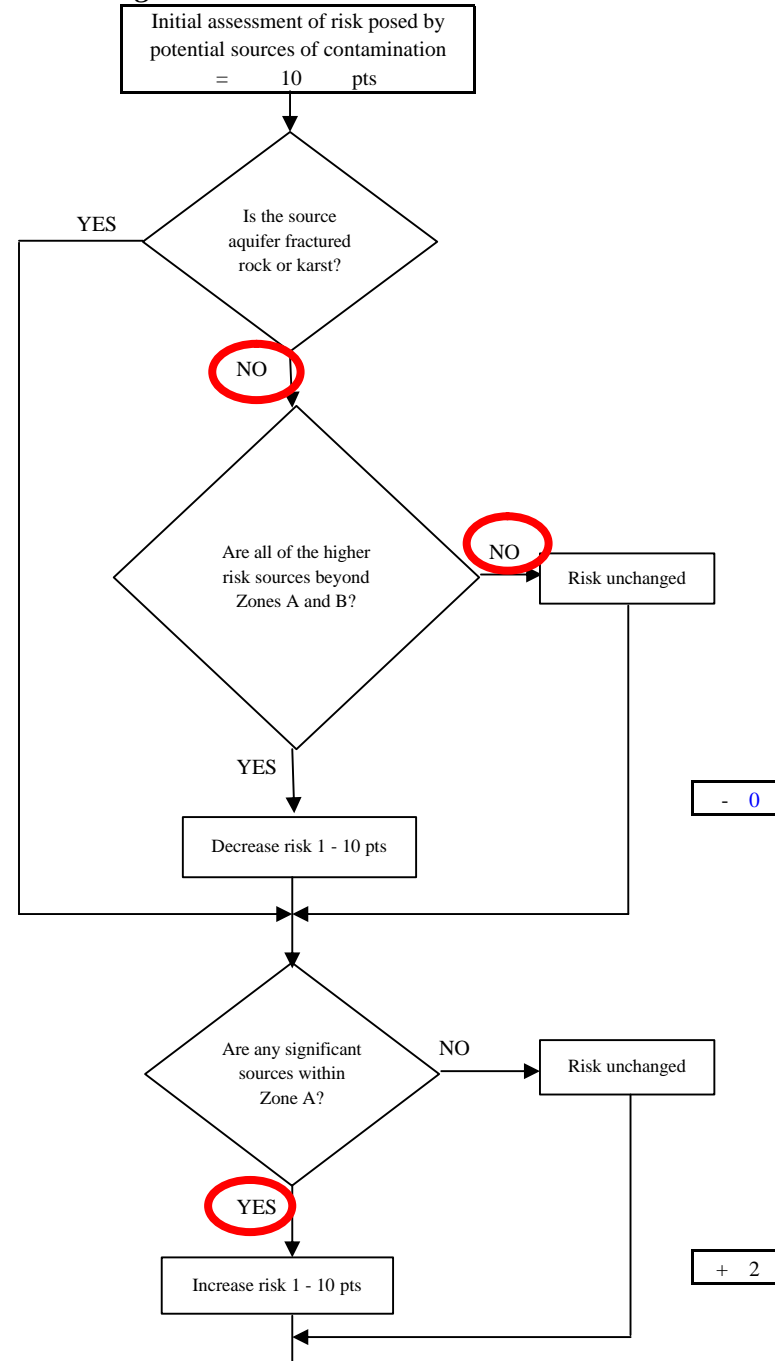 Initial assessment of risk posed by
potential sources of contamination
= 10 pts
Is the source
aquifer fractured
rock or karst?
YES
NO
Are all of the higher
risk sources beyond
Zones A and B?
NO
Risk unchanged
YES
- 0
Decrease risk 1 - 10 pts
Are any significant
sources within
Zone A?
NO
Risk unchanged
YES
+ 2
Increase risk 1 - 10 pts